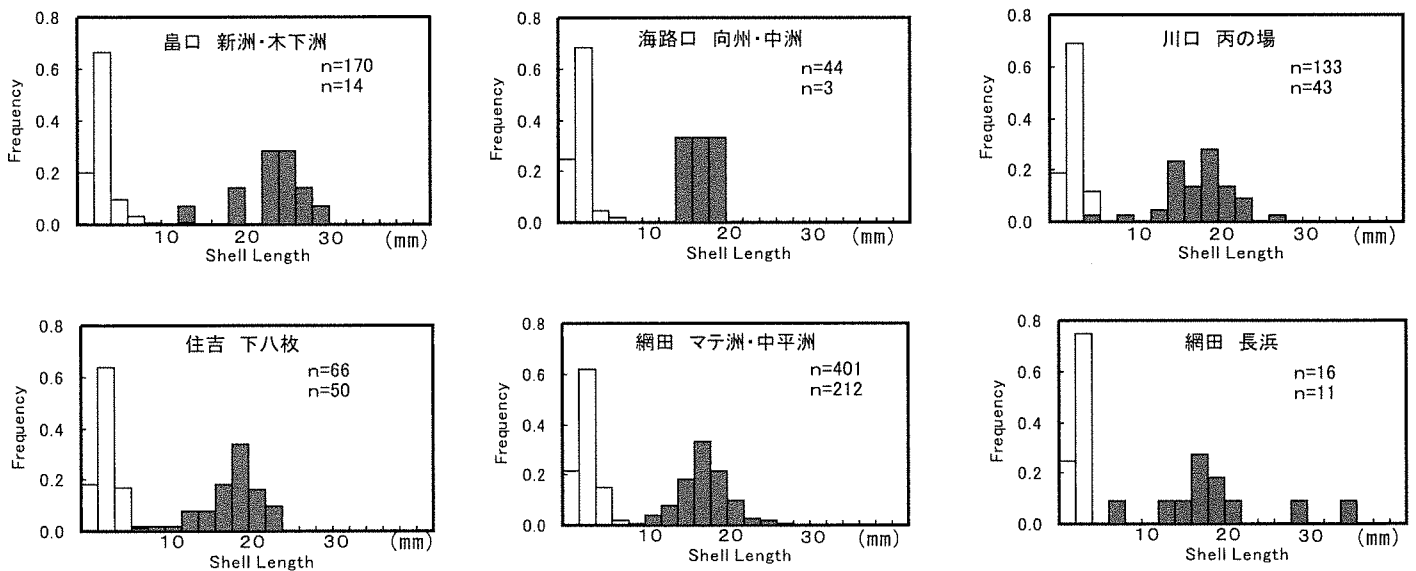 0.8
畠口 新洲・木下洲
n=170
n=14
0.6
0.4
0.2
0.0
Frequency
10 20 30 (mm)
Shell Length
0.8
海路口 向州・中洲
n=44
n=3
0.6
0.4
0.2
0.0
Frequency
10 20 30 (mm)
Shell Length
0.8
川口 丙の場
n=133
n=43
0.6
0.4
0.2
0.0
Frequency
10 20 30 (mm)
Shell Length
0.8
住吉 下八枚
n=66
n=50
0.6
0.4
0.2
0.0
Frequency
10 20 30 (mm)
Shell Length
0.8
網田 マテ洲・中平洲
n=401
n=212
0.6
0.4
0.2
0.0
Frequency
10 20 30 (mm)
Shell Length
0.8
網田 長浜
n=16
n=11
0.6
0.4
0.2
0.0
Frequency
10 20 30 (mm)
Shell Length